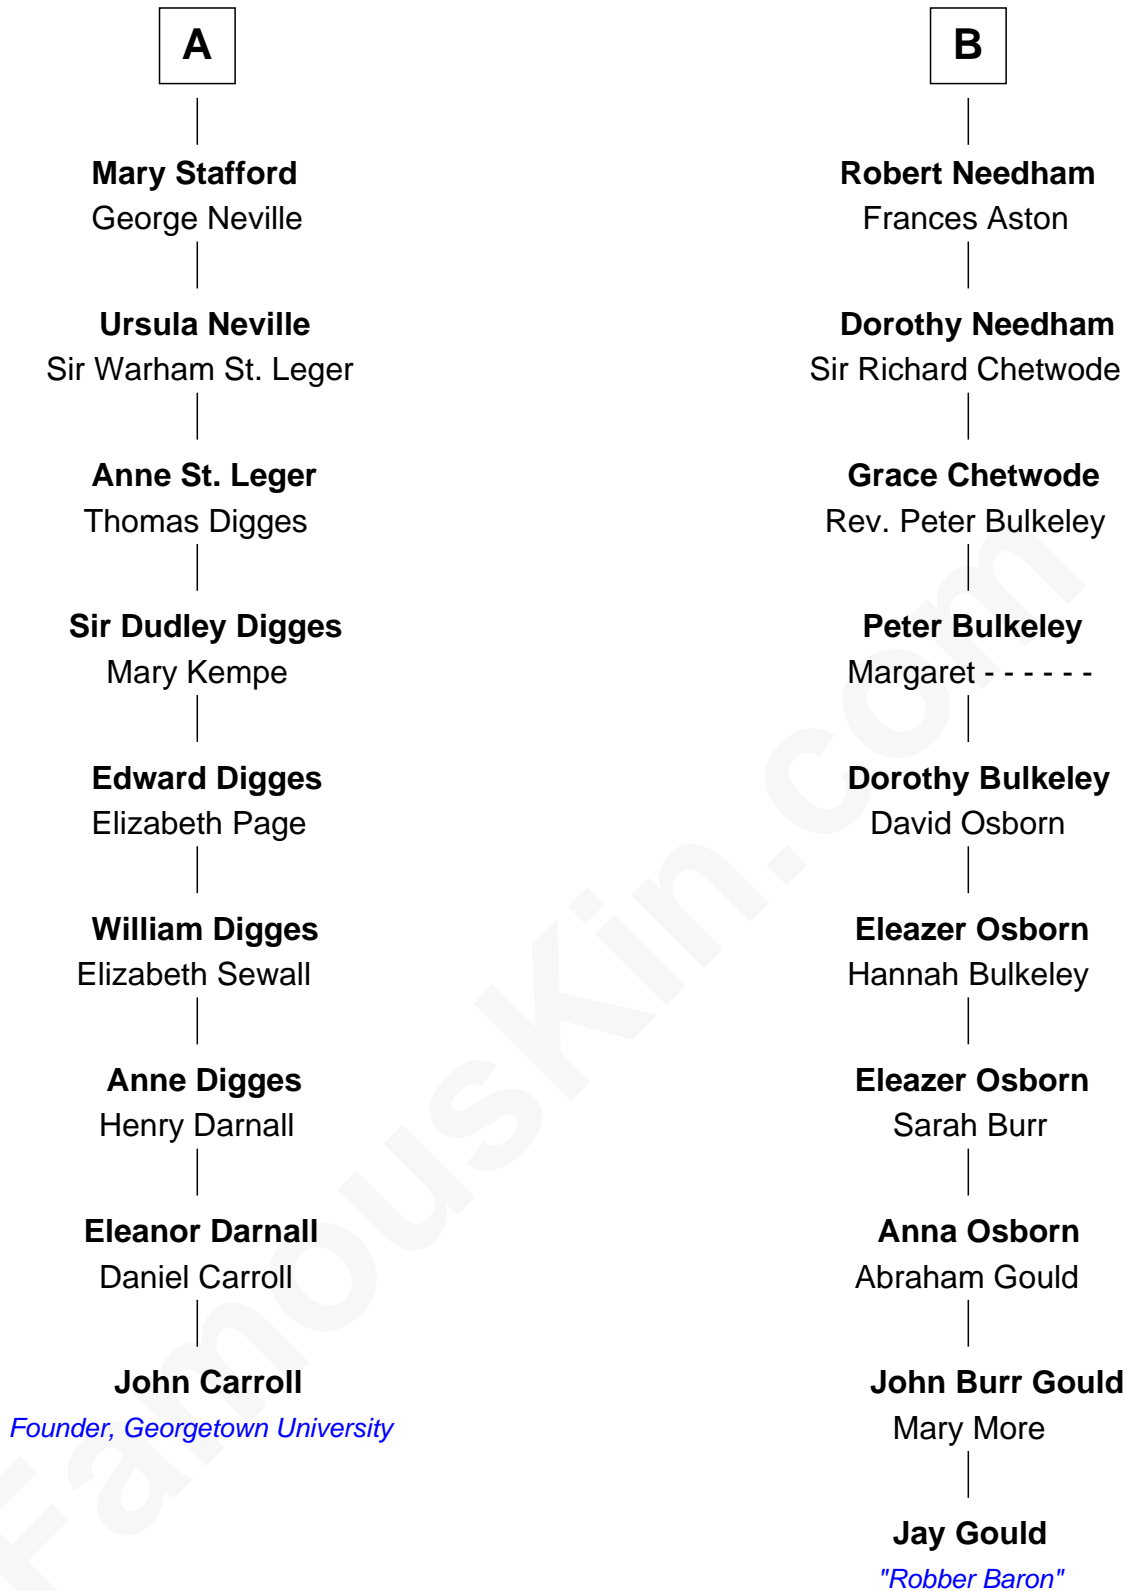 A
Mary Stafford
George Neville
Ursula Neville
Sir Warham St. Leger
Anne St. Leger
Thomas Digges
Sir Dudley Digges
Mary Kempe
Edward Digges
Elizabeth Page
William Digges
Elizabeth Sewall
Anne Digges
Henry Darnall
Eleanor Darnall
Daniel Carroll
John Carroll
Founder, Georgetown University
B
Robert Needham
Frances Aston
Dorothy Needham
Sir Richard Chetwode
Grace Chetwode
Rev. Peter Bulkeley
Peter Bulkeley
Margaret - - - - - -
Dorothy Bulkeley
David Osborn
Eleazer Osborn
Hannah Bulkeley
Eleazer Osborn
Sarah Burr
Anna Osborn
Abraham Gould
John Burr Gould
Mary More
Jay Gould
"Robber Baron"
FamousKin.com